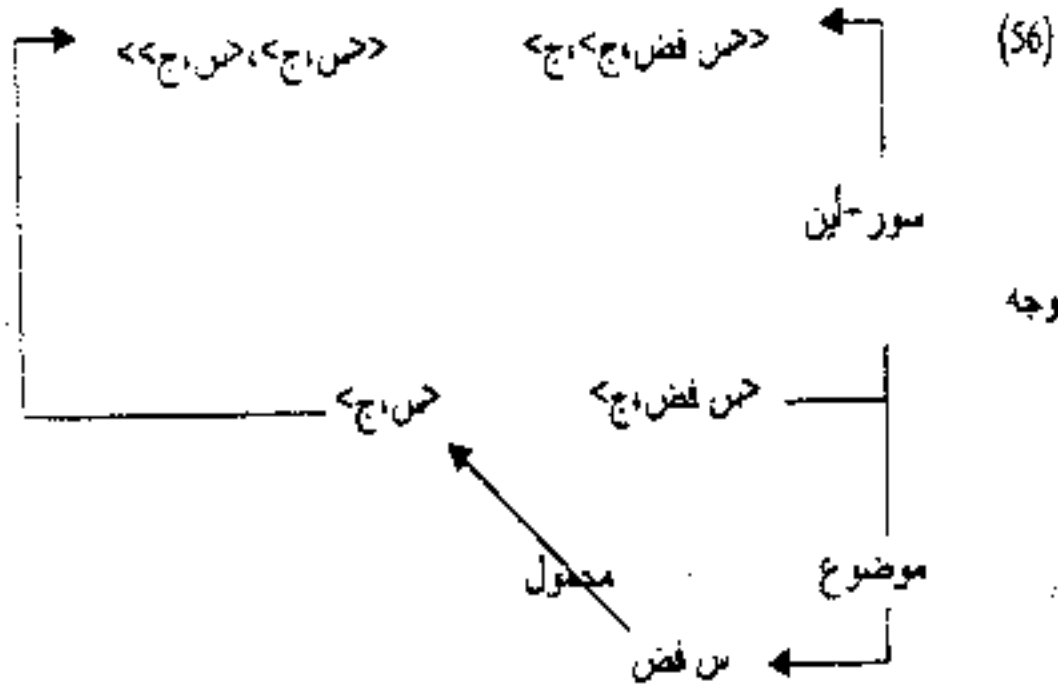 (56) <<س فض،ج>،ج> <<س،ج>،<س،ج>>
سور-أين
وجه
<س فض،ج> <س،ج>
محمول موضوع
س فض